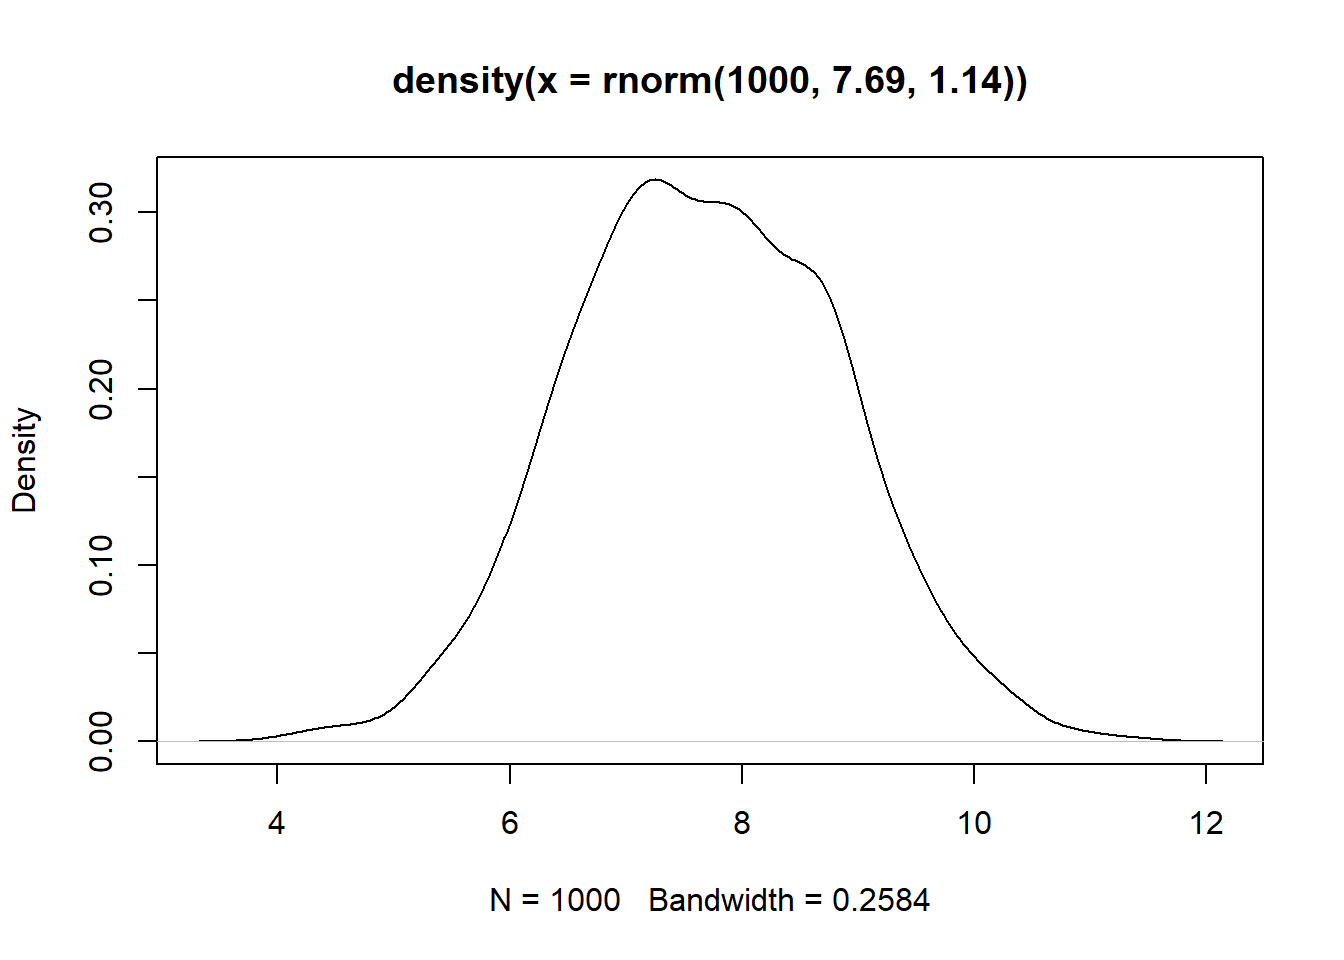 density(x = rnorm(1000, 7.69, 1.14))
Density
0.30
0.20
0.10
0.00
4 6 8 10 12
N = 1000 Bandwidth = 0.2584